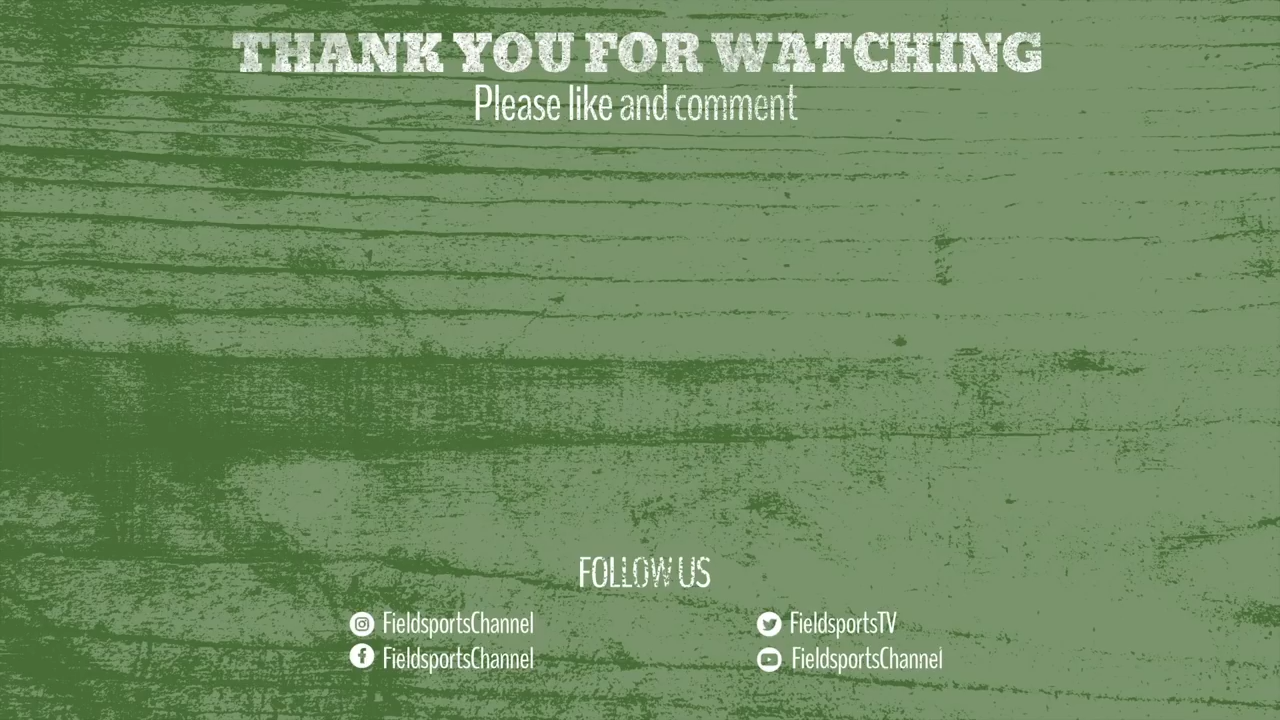 THANK YOU FOR WATCHING
Please like and comment
FOLLOW US
FieldsportsChannel
FieldsportsTV
FieldsportsChannel
FieldsportsChannel